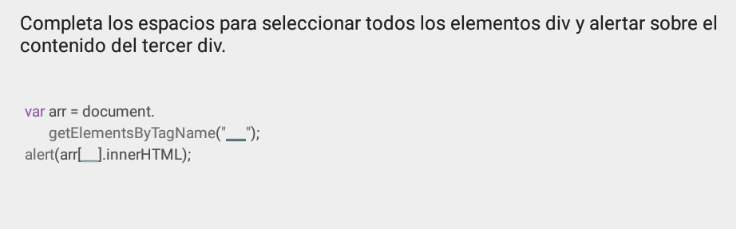 Completa los espacios para seleccionar todos los elementos div y alertar sobre el
contenido del tercer div.
var arr = document.
getElementsByTagName("__");
alert(arr[__].innerHTML);